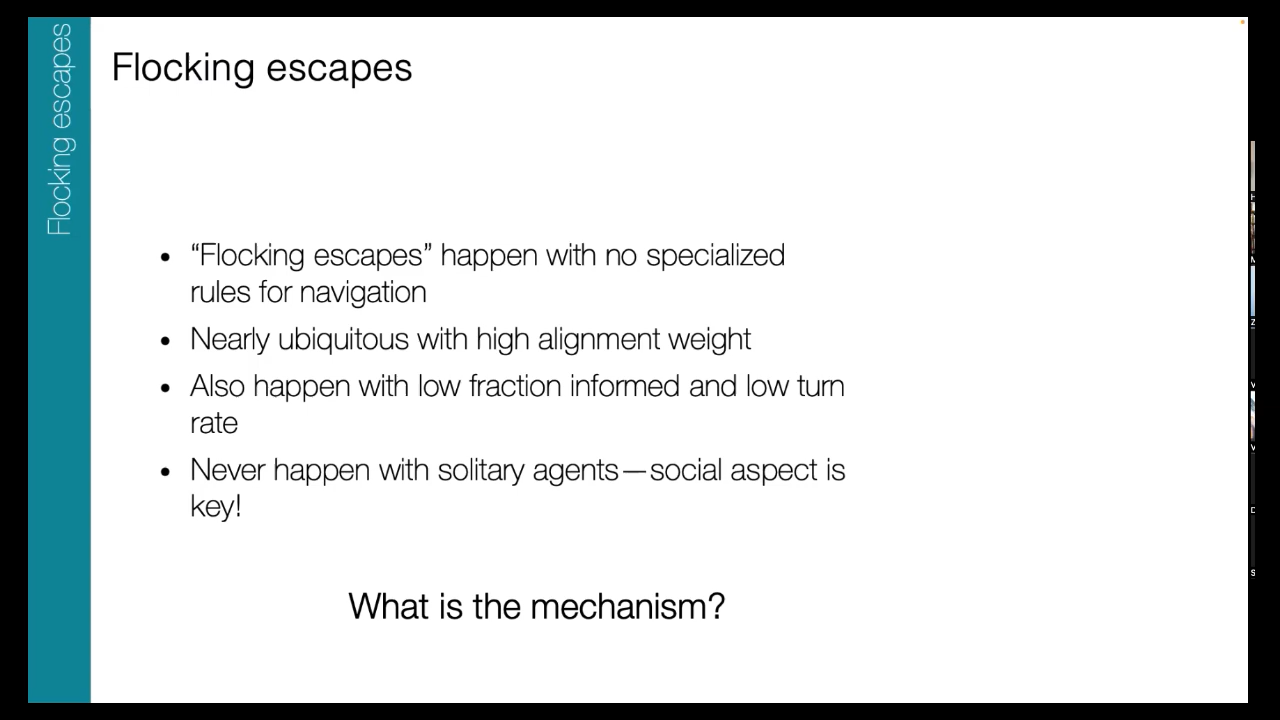 Flocking escapes
Flocking escapes
• “Flocking escapes” happen with no specialized
rules for navigation
• Nearly ubiquitous with high alignment weight
• Also happen with low fraction informed and low turn
rate
• Never happen with solitary agents—social aspect is
key!
What is the mechanism?